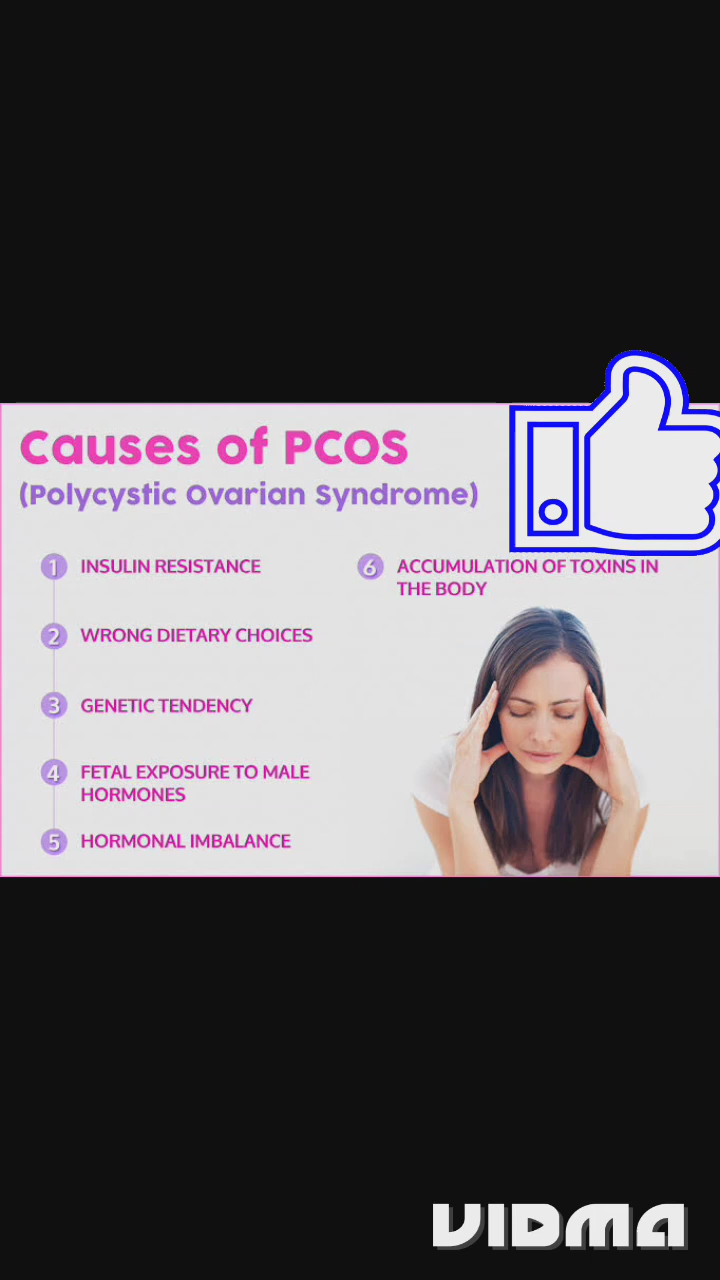 Causes of PCOS
(Polycystic Ovarian Syndrome)
1 INSULIN RESISTANCE
2 WRONG DIETARY CHOICES
3 GENETIC TENDENCY
4 FETAL EXPOSURE TO MALE
HORMONES
5 HORMONAL IMBALANCE
6 ACCUMULATION OF TOXINS IN
THE BODY
VIDMA